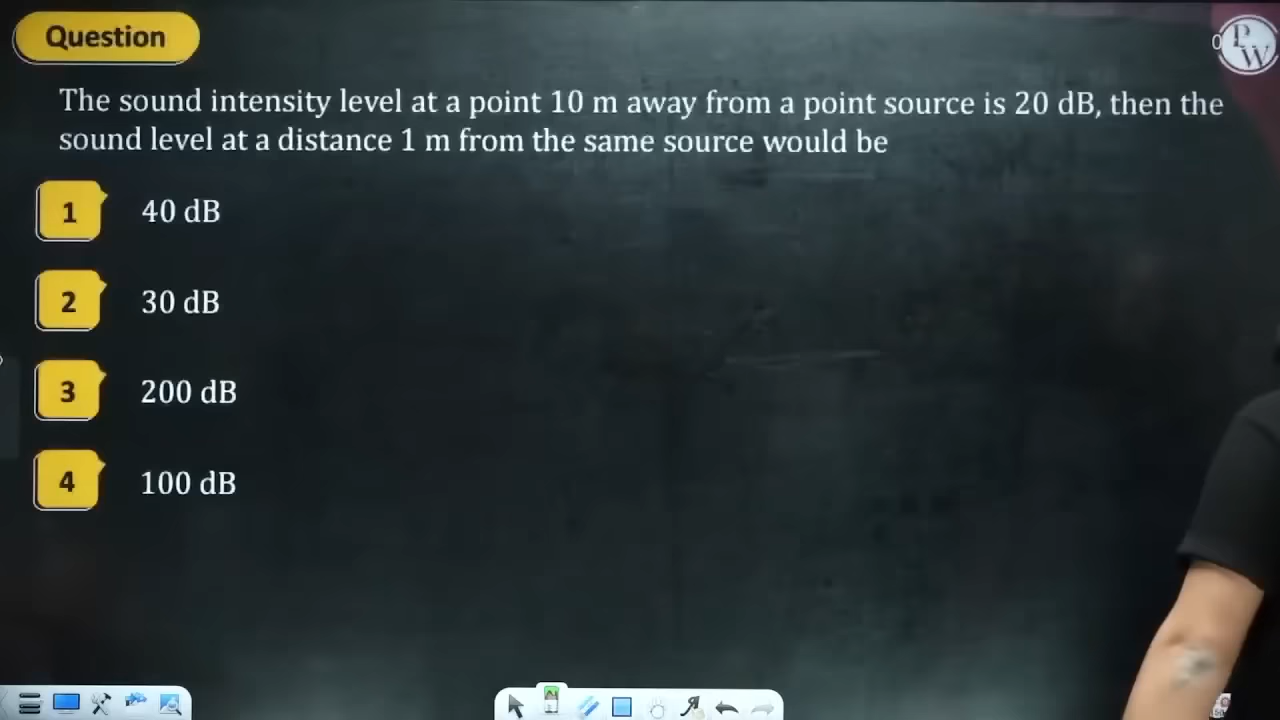 Question
The sound intensity level at a point 10 m away from a point source is 20 dB, then the
sound level at a distance 1 m from the same source would be
1 40 dB
2 30 dB
3 200 dB
4 100 dB
PW